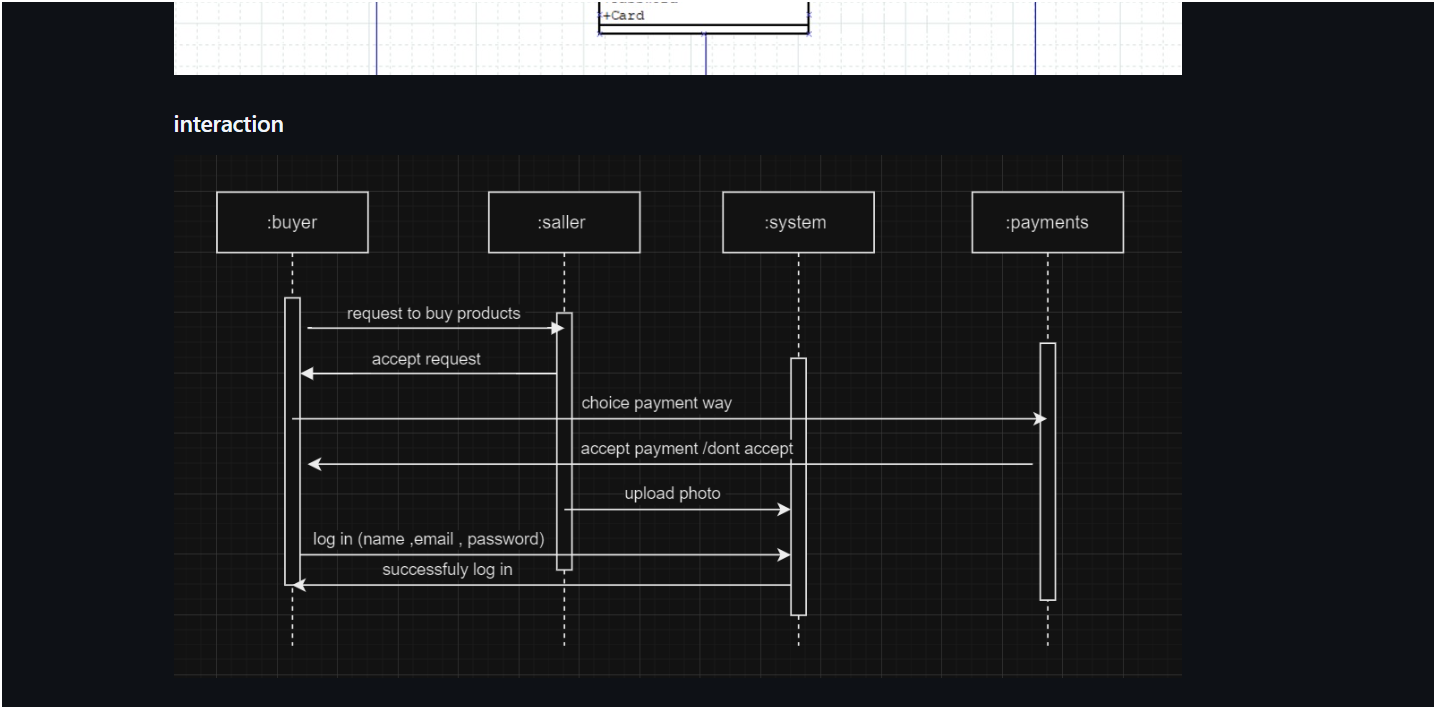 +Card
interaction
:buyer
:saller
:system
:payments
request to buy products
accept request
choice payment way
accept payment /dont accept
upload photo
log in (name ,email , password)
successfuly log in